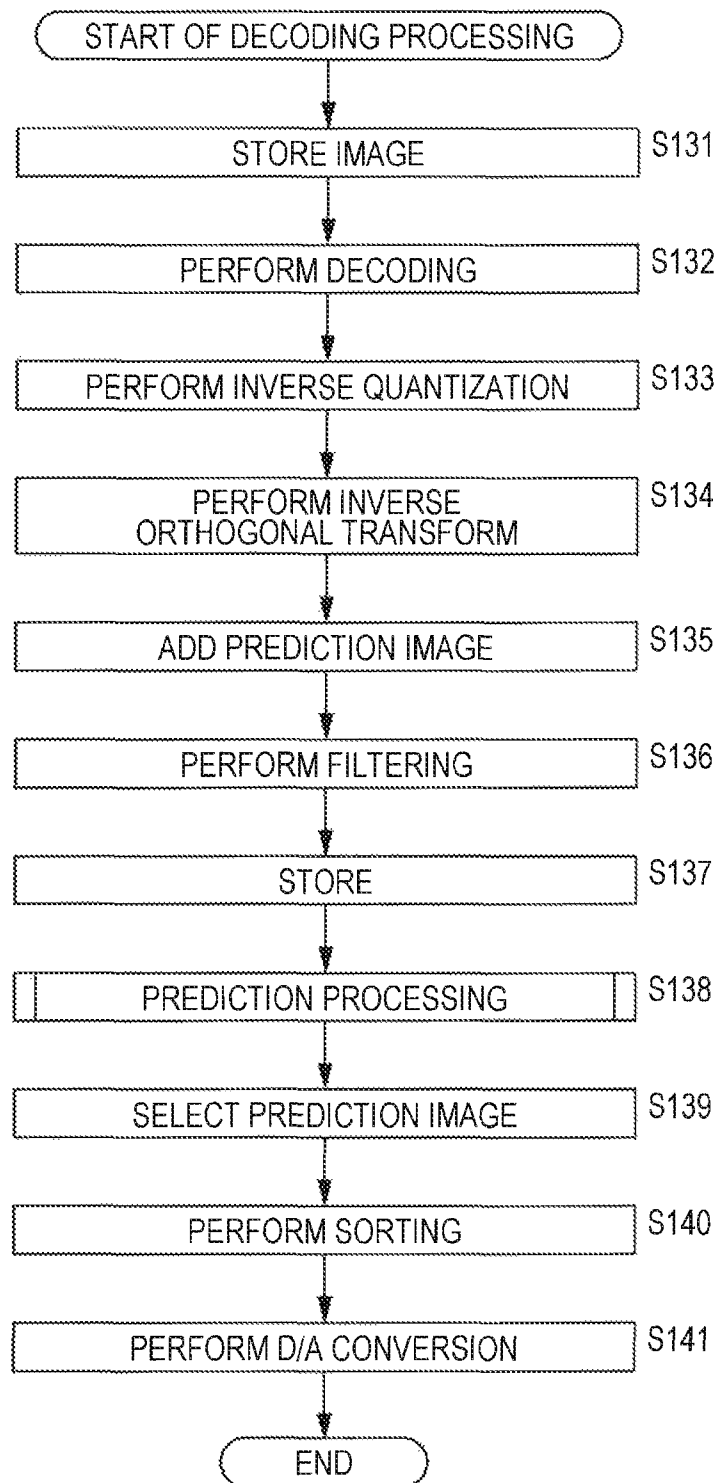 START OF DECODING PROCESSING
STORE IMAGE
S131
PERFORM DECODING
S132
PERFORM INVERSE QUANTIZATION
S133
PERFORM INVERSE
ORTHOGONAL TRANSFORM
S134
ADD PREDICTION IMAGE
S135
PERFORM FILTERING
S136
STORE
S137
PREDICTION PROCESSING
S138
SELECT PREDICTION IMAGE
S139
PERFORM SORTING
S140
PERFORM D/A CONVERSION
S141
END